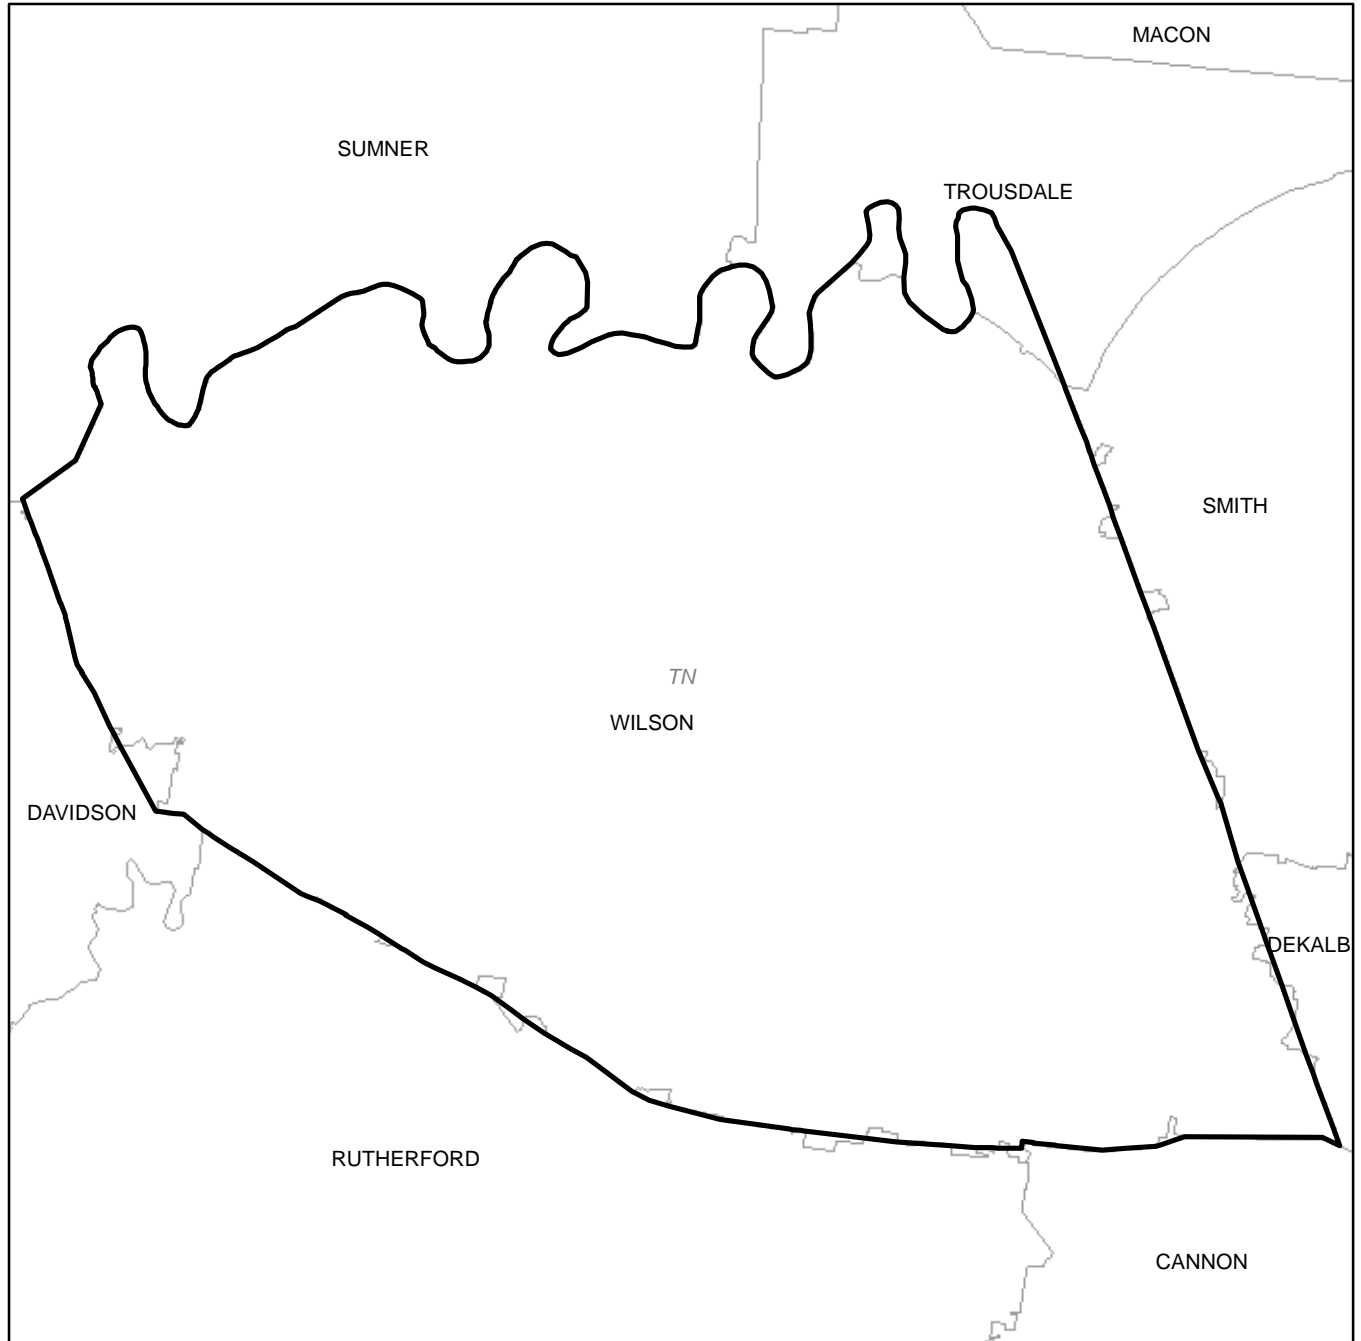 MACON
SUMNER
TROUSDALE
SMITH
TN
WILSON
DAVIDSON
DEKALB
RUTHERFORD
CANNON